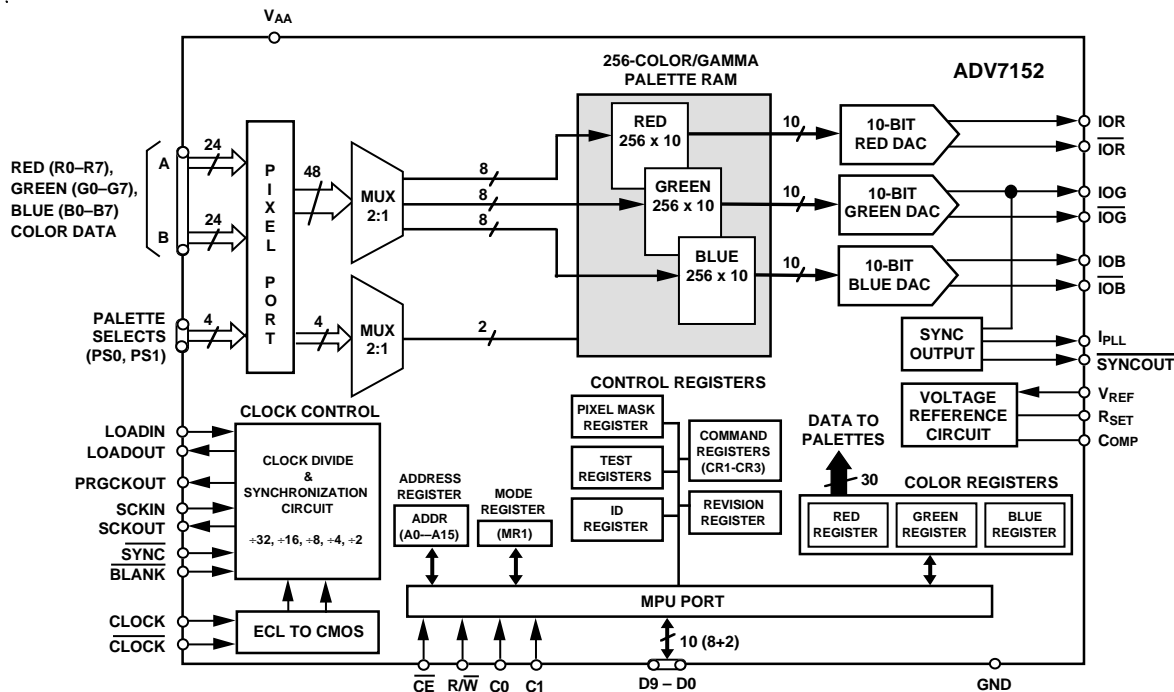 VAA
ADV7152
256-COLOR/GAMMA
PALETTE RAM
RED (R0–R7),
GREEN (G0–G7),
BLUE (B0–B7)
COLOR DATA
A
24
B
24
PALETTE
SELECTS
(PS0, PS1)
4
PIXEL PORT
48
MUX
2:1
8
8
8
4
MUX
2:1
2
RED
256 x 10
GREEN
256 x 10
BLUE
256 x 10
10
10
10
10-BIT
RED DAC
10-BIT
GREEN DAC
10-BIT
BLUE DAC
IOR
IOR
IOG
IOG
IOB
IOB
SYNC
OUTPUT
IPLL
SYNCOUT
VOLTAGE
REFERENCE
CIRCUIT
VREF
RSET
COMP
CLOCK CONTROL
LOADIN
LOADOUT
PRGCKOUT
SCKIN
SCKOUT
SYNC
BLANK
CLOCK
CLOCK
CLOCK DIVIDE
&
SYNCHRONIZATION
CIRCUIT
÷32, ÷16, ÷8, ÷4, ÷2
ECL TO CMOS
ADDRESS
REGISTER
ADDR
(A0–A15)
MODE
REGISTER
(MR1)
CONTROL REGISTERS
PIXEL MASK
REGISTER
TEST
REGISTERS
ID
REGISTER
COMMAND
REGISTERS
(CR1-CR3)
REVISION
REGISTER
DATA TO
PALETTES
30
COLOR REGISTERS
RED
REGISTER
GREEN
REGISTER
BLUE
REGISTER
MPU PORT
10 (8+2)
CE
R/W
C0
C1
D9 – D0
GND